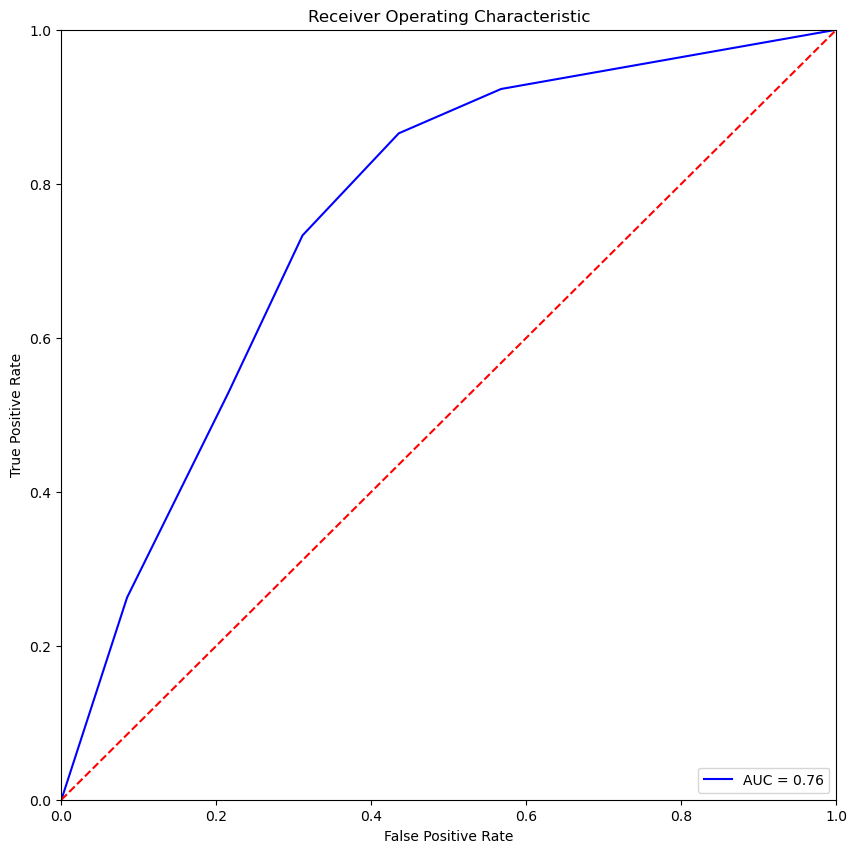 Receiver Operating Characteristic
True Positive Rate
1.0
0.8
0.6
0.4
0.2
0.0
AUC = 0.76
0.0 0.2 0.4 0.6 0.8 1.0
False Positive Rate